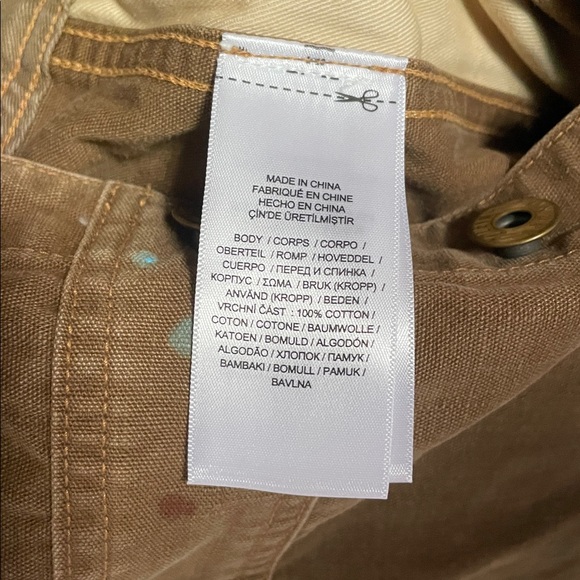 MADE IN CHINA
FABRIQUÉ EN CHINE
HECHO EN CHINA
ÇİN'DE ÜRETİLMİŞTİR
BODY / CORPS / CORPO /
OBERTEIL / ROMP / HOVEDDEL /
CUERPO / ПЕРЕД И СПИНКА /
КОРПУС / ΣΩΜΑ / BRUK (KROPP) /
ANVÄND (KROPP) / BEDEN /
VRCHNÍ ČÁST : 100% COTTON /
COTON / COTONE / BAUMWOLLE /
KATOEN / BOMULD / ALGODÓN /
ALGODÃO / ХЛОПОК / ПАМУК /
BAMBAKI / BOMULL / PAMUK /
BAVLNA